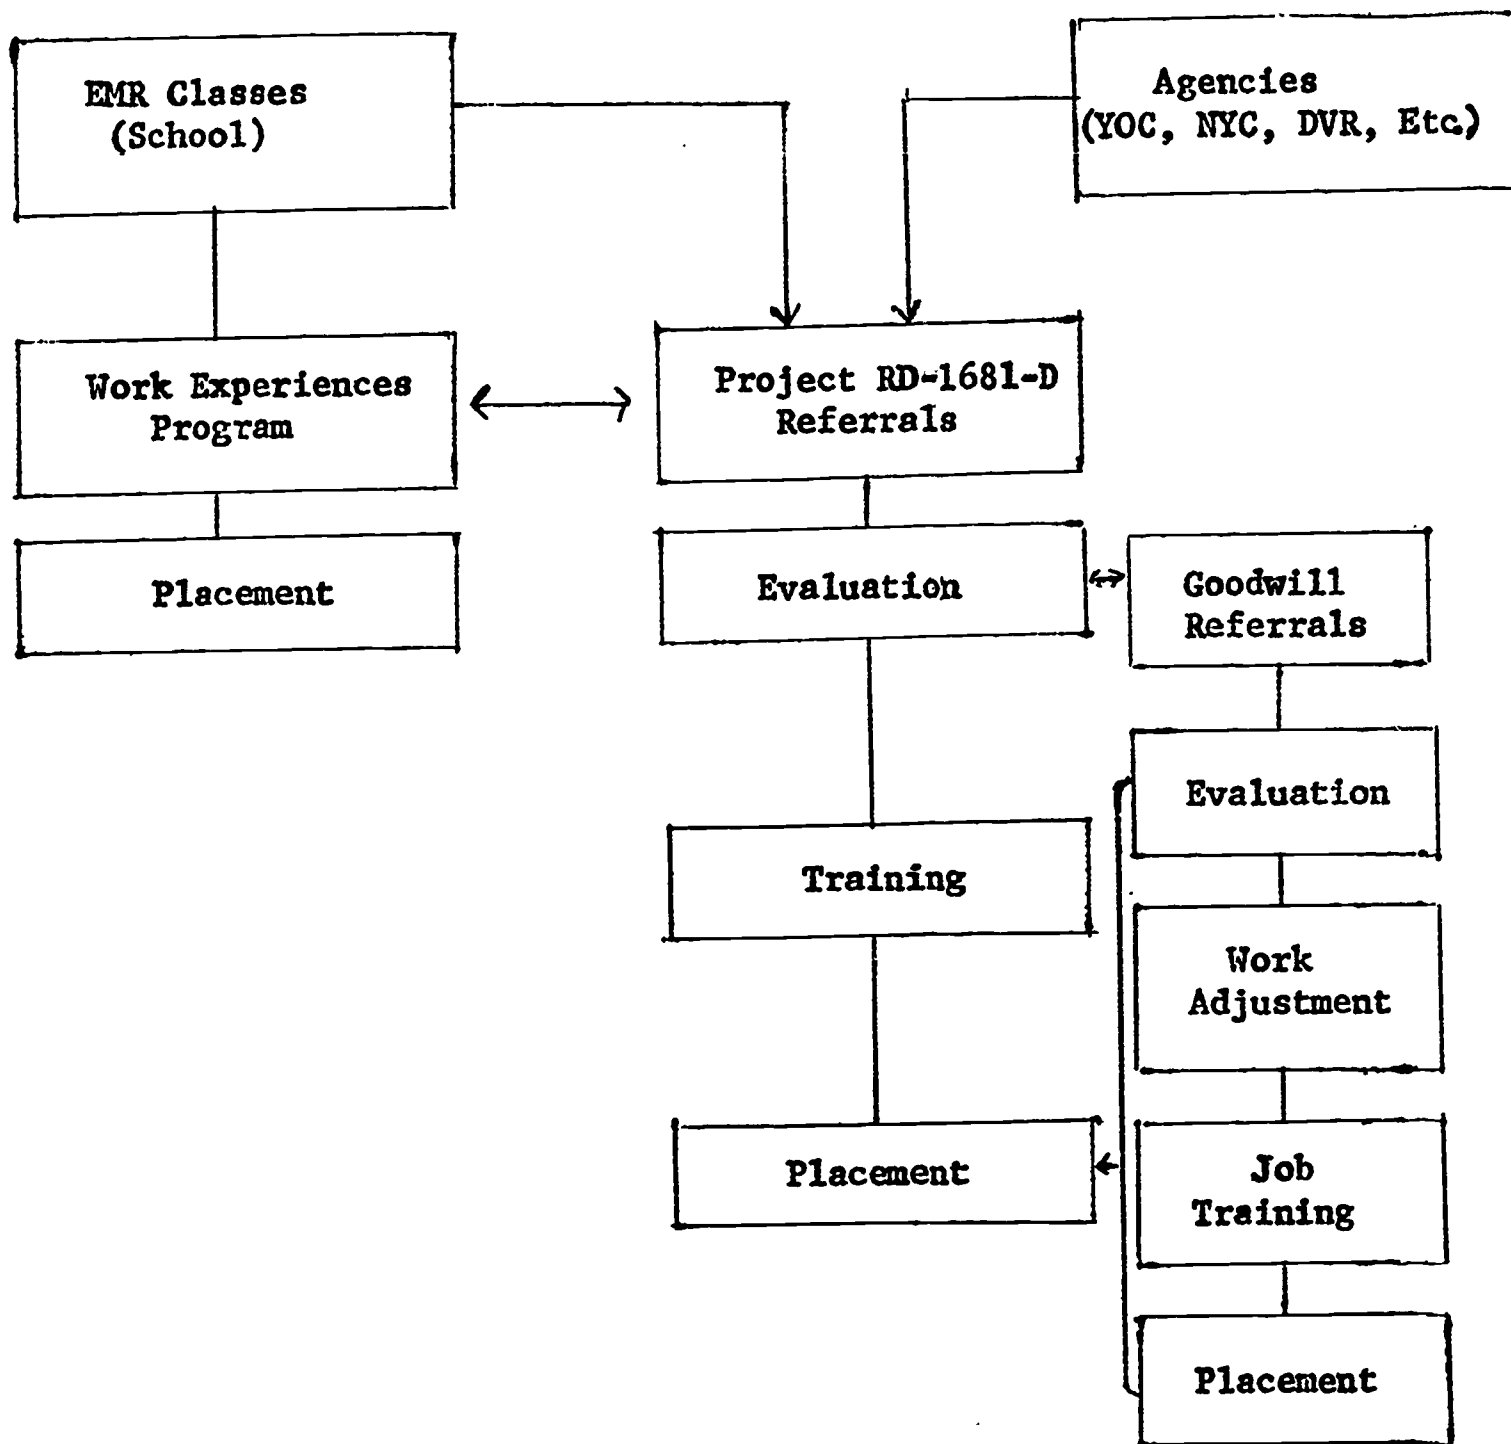 EMR Classes
(School)
Agencies
(YOC, NYC, DVR, Etc.)
Work Experiences
Program
Project RD-1681-D
Referrals
Placement
Evaluation
Goodwill
Referrals
Evaluation
Training
Work
Adjustment
Placement
Job
Training
Placement